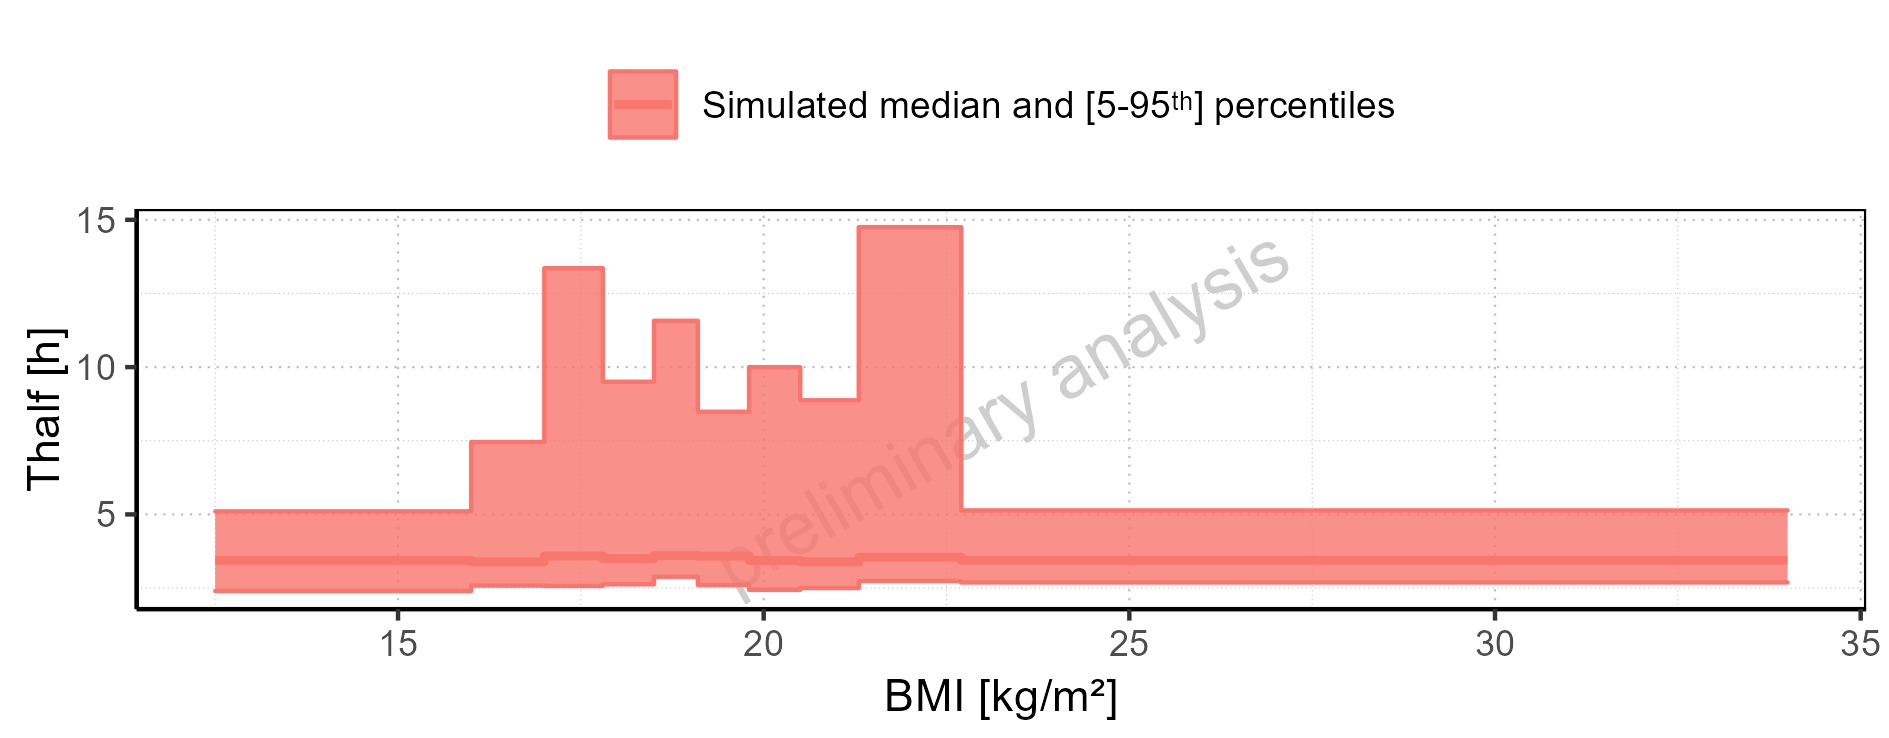 Simulated median and [5-95th] percentiles
15
10
5
Thalf [h]
preliminary analysis
15 20 25 30 35
BMI [kg/m²]